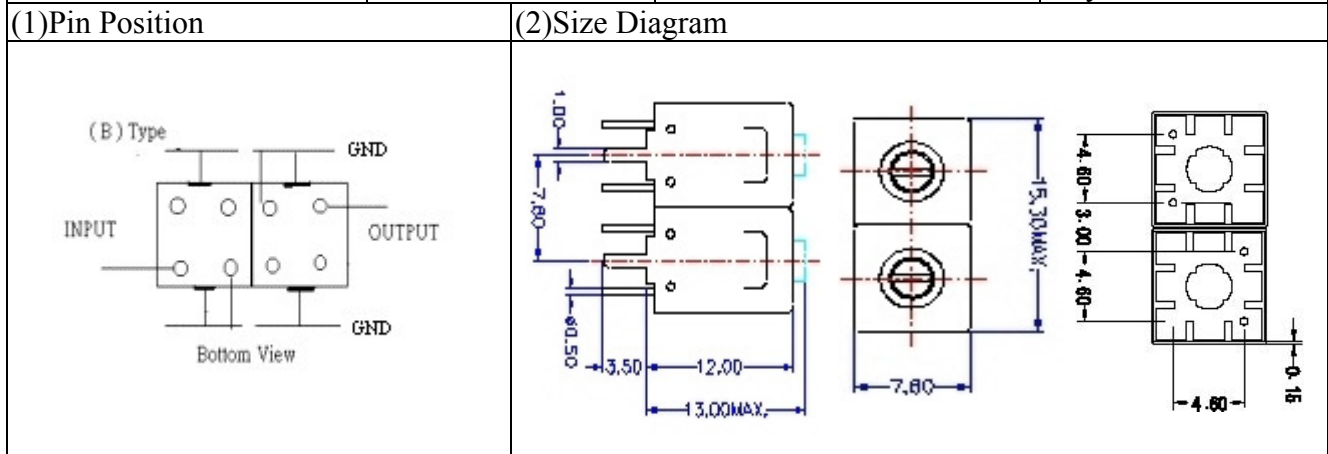 (1)Pin Position
(2)Size Diagram
(B) Type
GND
INPUT
OUTPUT
GND
Bottom View
1.00
7.60
ø0.50
3.50
12.00
13.00MAX.
15.30MAX.
7.60
4.60
3.00
4.60
4.60
0.15